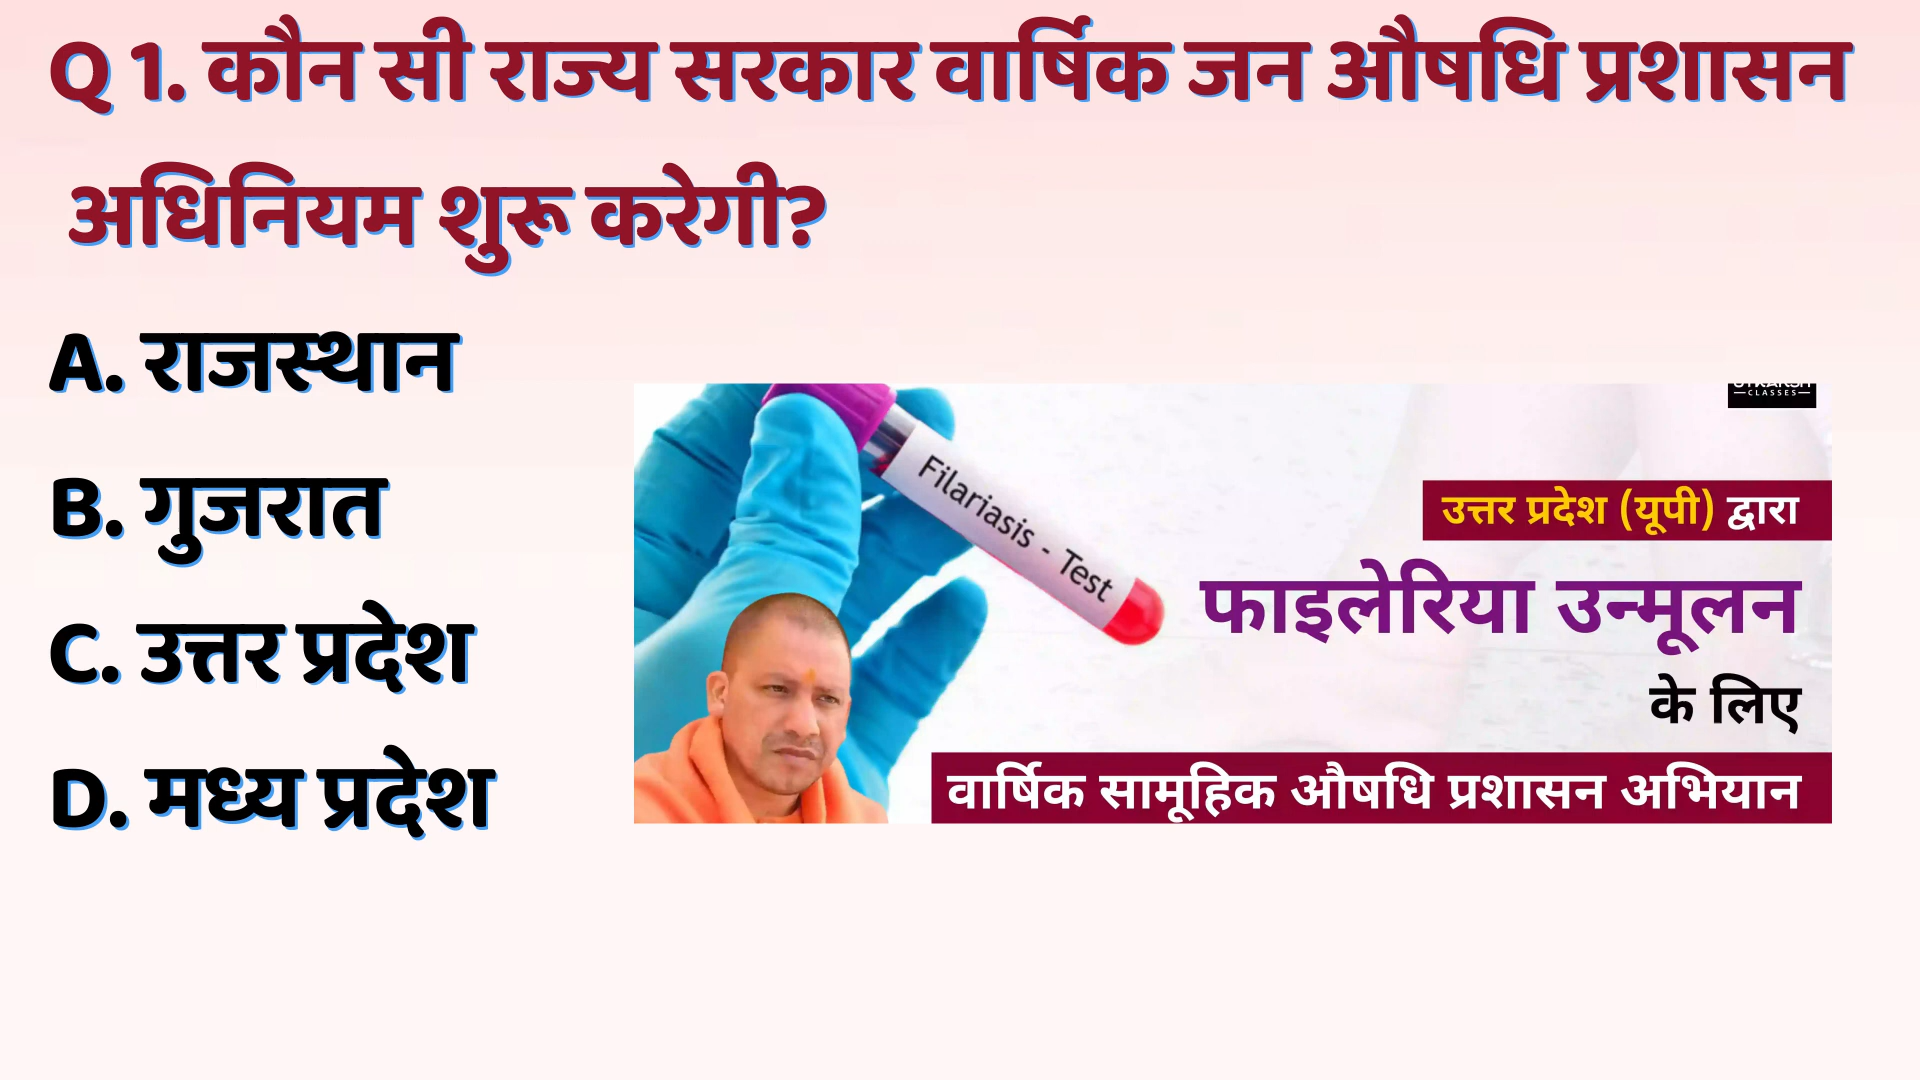 Q 1. कौन सी राज्य सरकार वार्षिक जन औषधि प्रशासन
अधिनियम शुरू करेगी?
A. राजस्थान
B. गुजरात
C. उत्तर प्रदेश
D. मध्य प्रदेश
CLASSES
Filariasis - Test
उत्तर प्रदेश (यूपी) द्वारा
फाइलेरिया उन्मूलन
के लिए
वार्षिक सामूहिक औषधि प्रशासन अभियान